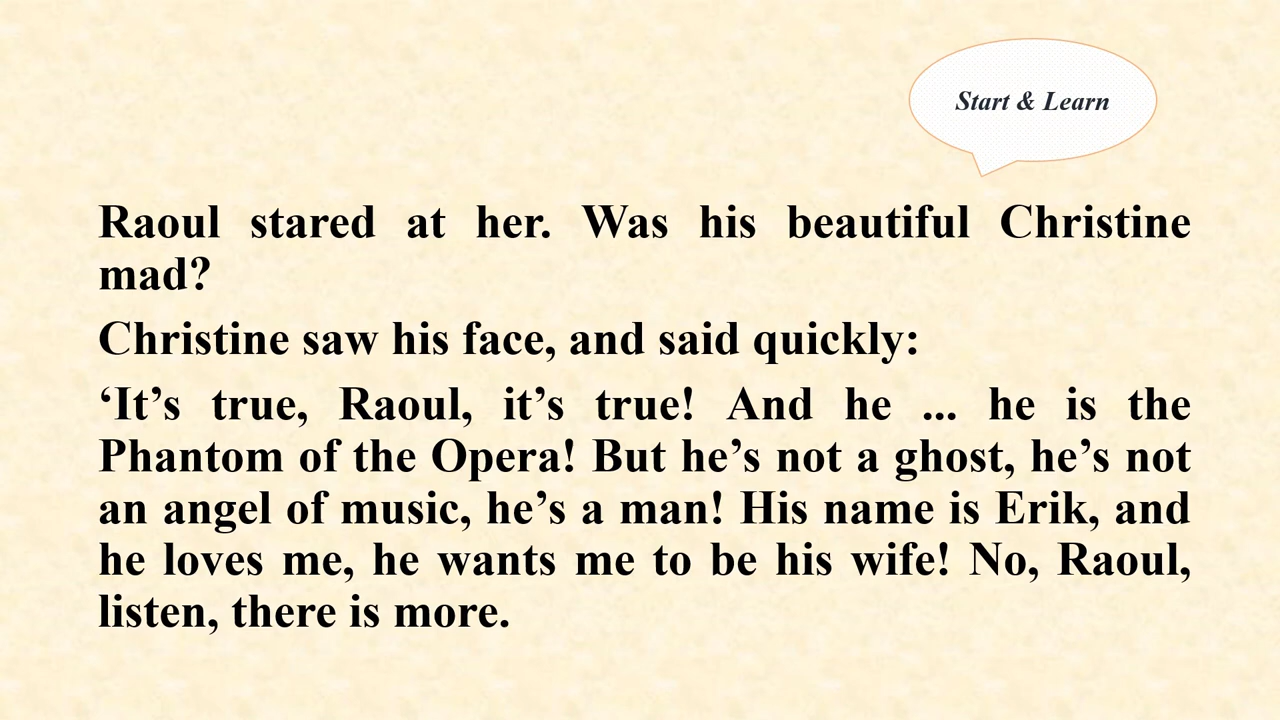 Start & Learn
Raoul stared at her. Was his beautiful Christine
mad?
Christine saw his face, and said quickly:
‘It’s true, Raoul, it’s true! And he ... he is the
Phantom of the Opera! But he’s not a ghost, he’s not
an angel of music, he’s a man! His name is Erik, and
he loves me, he wants me to be his wife! No, Raoul,
listen, there is more.